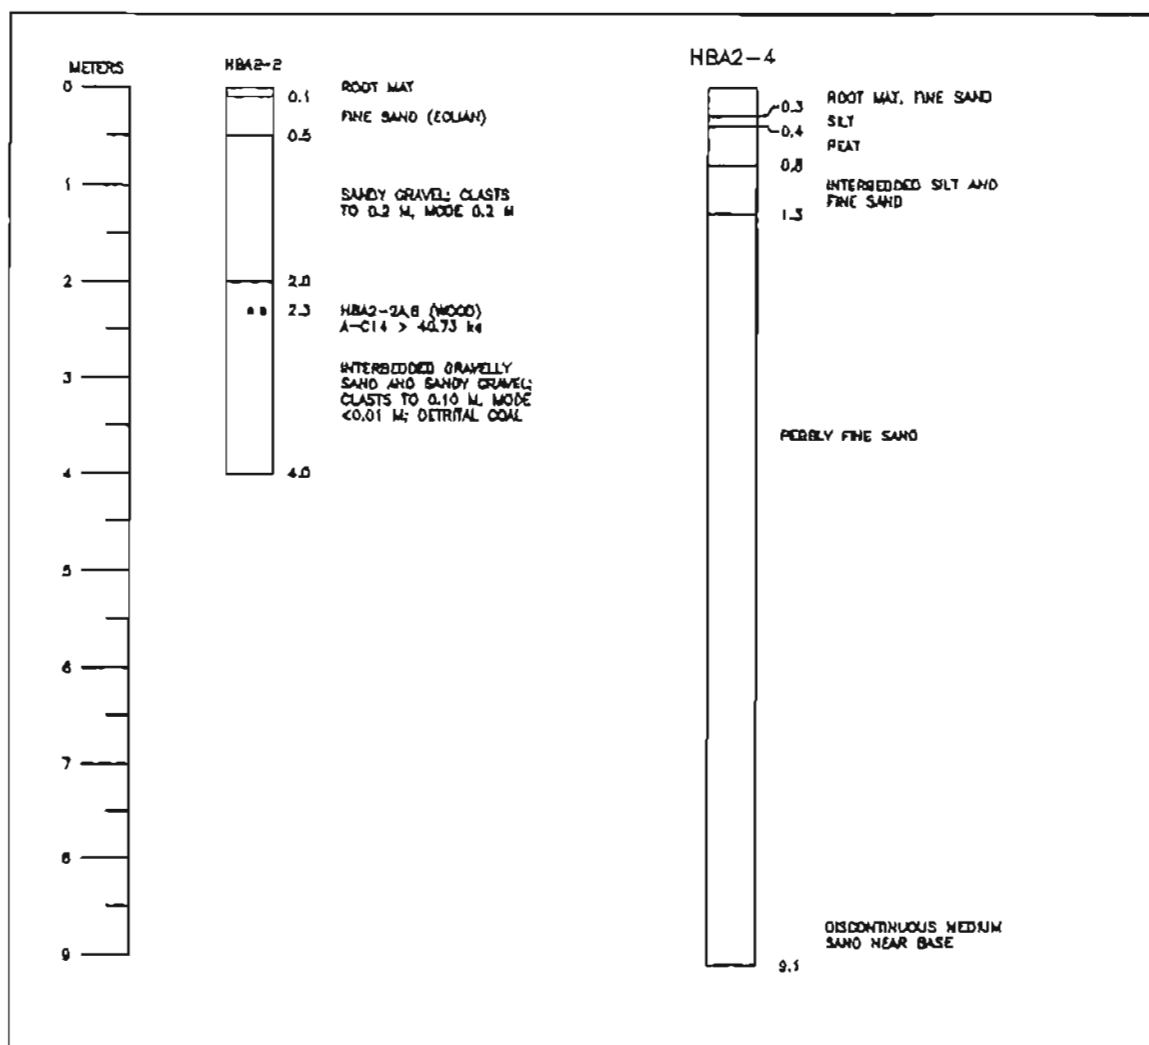 METERS
0
1
2
3
4
5
6
7
8
9
HBA2-2
0.1
ROOT MAT
FINE SAND (EOLIAN)
0.5
SANDY GRAVEL; CLASTS
TO 0.2 M, MODE 0.2 M
2.0
A B
2.3
HBA2-2A,B (WOOD)
A-C14 > 40.73 ka
INTERBEDDED GRAVELLY
SAND AND SANDY GRAVEL;
CLASTS TO 0.10 M, MODE
<0.01 M; DETRITAL COAL
4.0
HBA2-4
0.3
ROOT MAT, FINE SAND
SILT
0.4
PEAT
0.8
INTERBEDDED SILT AND
FINE SAND
1.3
PEBBLY FINE SAND
DISCONTINUOUS MEDIUM
SAND NEAR BASE
9.1